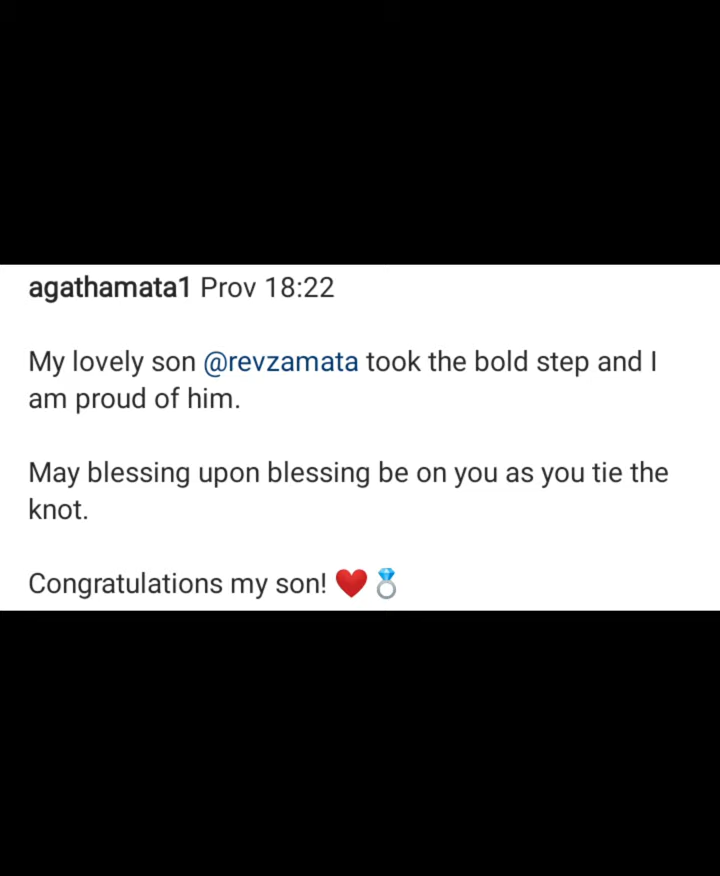 agathamata1 Prov 18:22
My lovely son @revzamata took the bold step and I
am proud of him.
May blessing upon blessing be on you as you tie the
knot.
Congratulations my son! ❤️💍